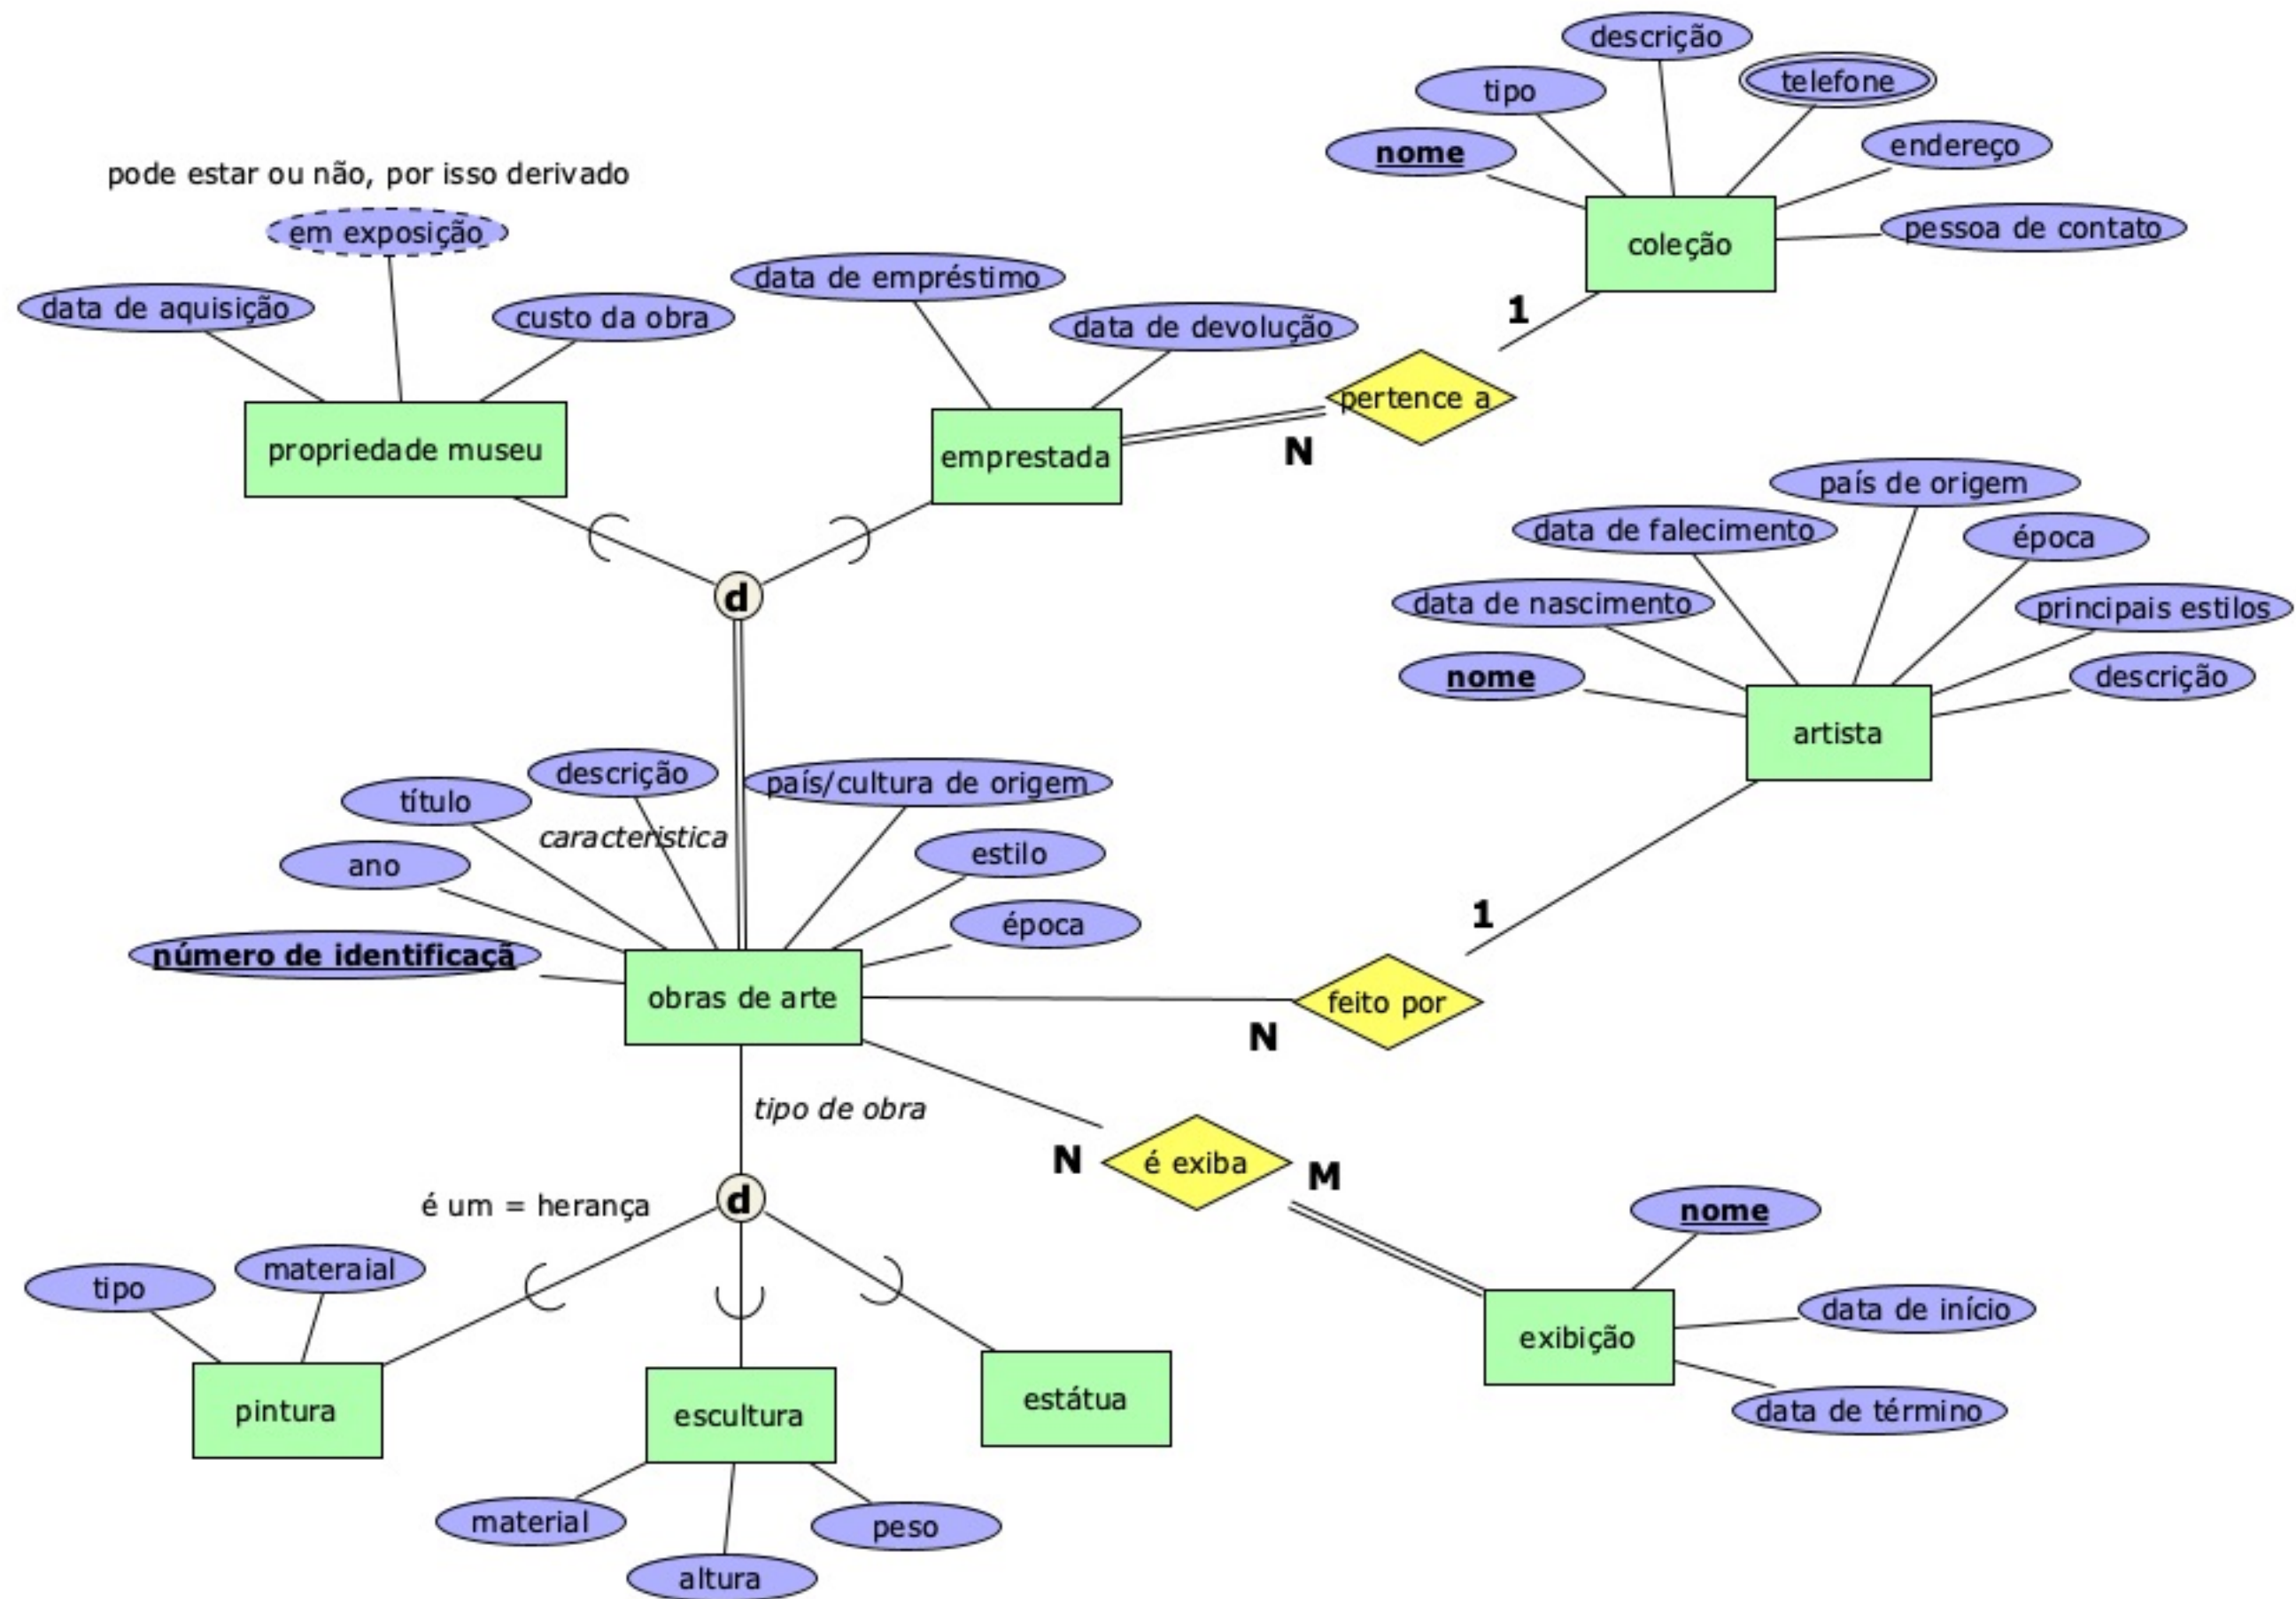 descrição
tipo
telefone
nome
endereço
pessoa de contato
coleção
1
pertence a
N
pode estar ou não, por isso derivado
em exposição
data de aquisição
custo da obra
propriedade museu
data de empréstimo
data de devolução
emprestada
d
país de origem
data de falecimento
época
data de nascimento
principais estilos
nome
descrição
artista
1
feito por
N
título
descrição
país/cultura de origem
caracteristica
ano
estilo
número de identificaçã
época
obras de arte
tipo de obra
N
é exiba
M
d
é um = herança
nome
data de início
exibição
data de término
tipo
materaial
pintura
escultura
estátua
material
altura
peso